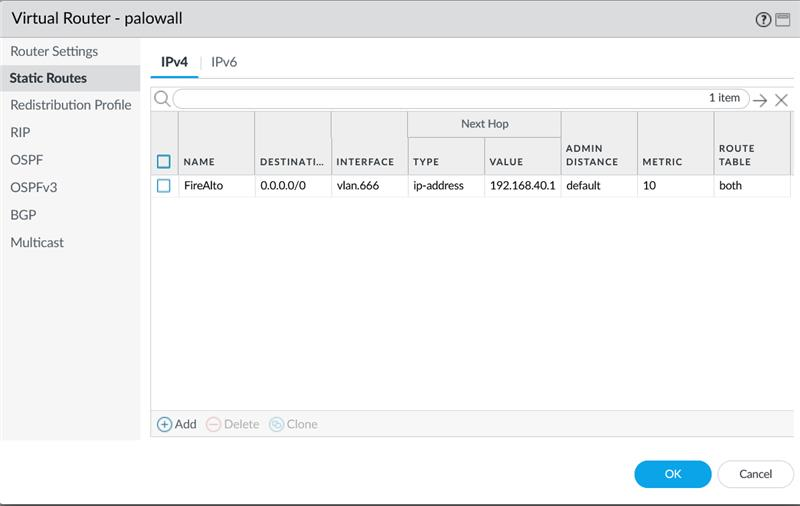 Virtual Router - palowall
Router Settings
Static Routes
Redistribution Profile
RIP
OSPF
OSPFv3
BGP
Multicast
IPv4 | IPv6
1 item
Next Hop
NAME DESTINATI... INTERFACE TYPE VALUE ADMIN DISTANCE METRIC ROUTE TABLE
FireAlto 0.0.0.0/0 vlan.666 ip-address 192.168.40.1 default 10 both
Add Delete Clone
OK Cancel